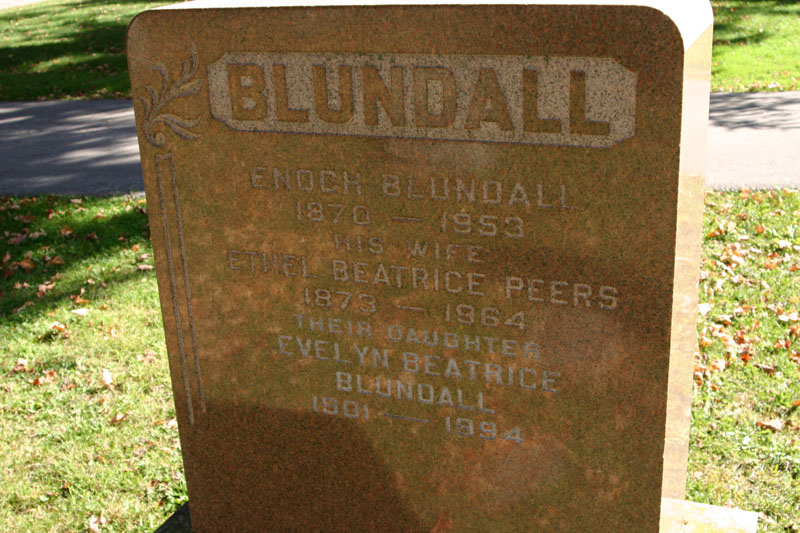 BLUNDALL
ENOCH BLUNDALL
1870 — 1953
HIS WIFE
ETHEL BEATRICE PEERS
1873 — 1964
THEIR DAUGHTER
EVELYN BEATRICE
BLUNDALL
1901 — 1994